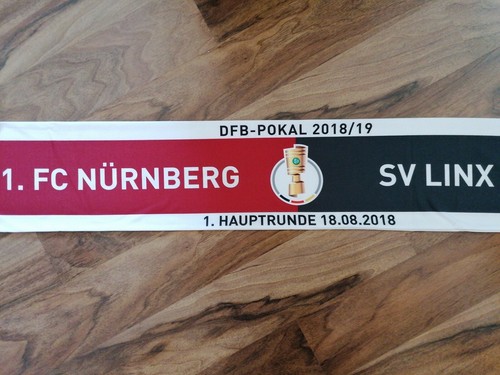 DFB-POKAL 2018/19
1. FC NÜRNBERG SV LINX
1. HAUPTRUNDE 18.08.2018